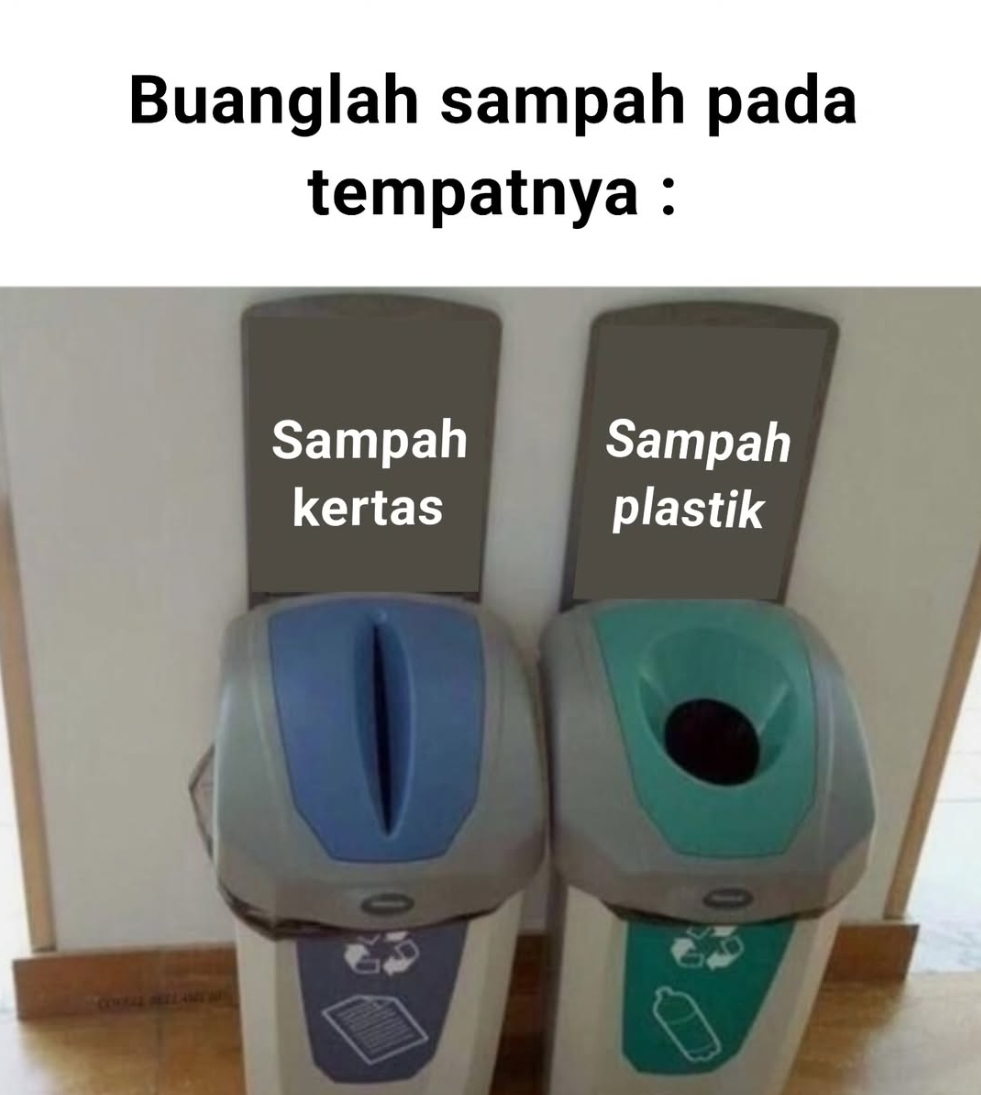 Buanglah sampah pada
tempatnya :
Sampah
kertas
Sampah
plastik